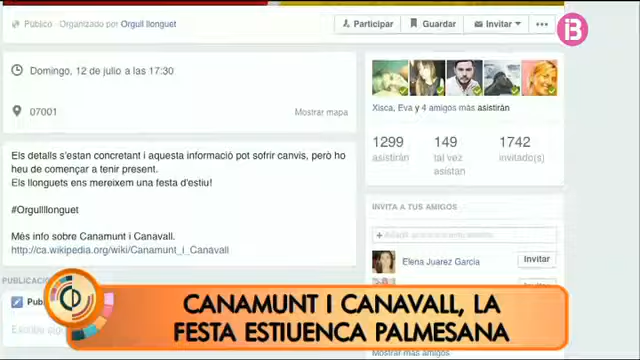 Público · Organizado por Orgull llonguet
Participar
Guardar
Invitar
Domingo, 12 de julio a las 17:30
07001
Mostrar mapa
Xisca, Eva y 4 amigos más asistirán
1299 149 1742
asistirán tal vez asistan invitado(s)
Els detalls s'estan concretant i aquesta informació pot sofrir canvis, però ho
heu de començar a tenir present.
Els llonguets ens mereixem una festa d'estiu!
#Orgullllonguet
Mès info sobre Canamunt i Canavall.
http://ca.wikipedia.org/wiki/Canamunt_i_Canavall
INVITA A TUS AMIGOS
Elena Juarez Garcia
Invitar
PUBLICACIO
Publ
CANAMUNT I CANAVALL, LA
FESTA ESTIUENCA PALMESANA
Mostrar más amigos